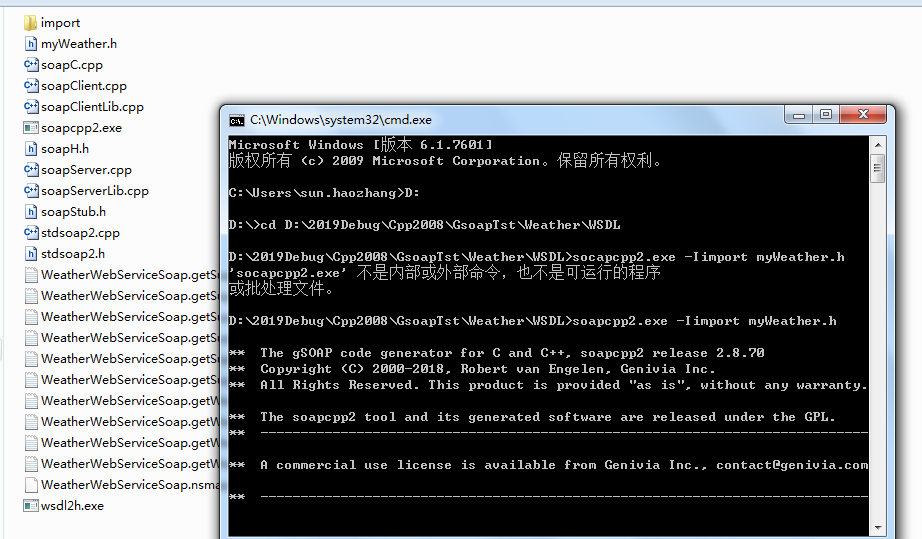 import
myWeather.h
soapC.cpp
soapClient.cpp
soapClientLib.cpp
soapcpp2.exe
soapH.h
soapServer.cpp
soapServerLib.cpp
soapStub.h
stdsoap2.cpp
stdsoap2.h
WeatherWebServiceSoap.getSu
WeatherWebServiceSoap.getSu
WeatherWebServiceSoap.getSu
WeatherWebServiceSoap.getSu
WeatherWebServiceSoap.getSu
WeatherWebServiceSoap.getSu
WeatherWebServiceSoap.getW
WeatherWebServiceSoap.getW
WeatherWebServiceSoap.getW
WeatherWebServiceSoap.getW
WeatherWebServiceSoap.nsma
wsdl2h.exe
C:\Windows\system32\cmd.exe
Microsoft Windows [版本 6.1.7601]
版权所有 (c) 2009 Microsoft Corporation。保留所有权利。
C:\Users\sun.haozhang>D:
D:\>cd D:\2019Debug\Cpp2008\GsoapTst\Weather\WSDL
D:\2019Debug\Cpp2008\GsoapTst\Weather\WSDL>socapcpp2.exe -Iimport myWeather.h
'socapcpp2.exe' 不是内部或外部命令，也不是可运行的程序
或批处理文件。
D:\2019Debug\Cpp2008\GsoapTst\Weather\WSDL>soapcpp2.exe -Iimport myWeather.h
** The gSOAP code generator for C and C++, soapcpp2 release 2.8.70
** Copyright (C) 2000-2018, Robert van Engelen, Genivia Inc.
** All Rights Reserved. This product is provided "as is", without any warranty.
** The soapcpp2 tool and its generated software are released under the GPL.
** --------------------------------------------------------------------------
** A commercial use license is available from Genivia Inc., contact@genivia.com
** --------------------------------------------------------------------------